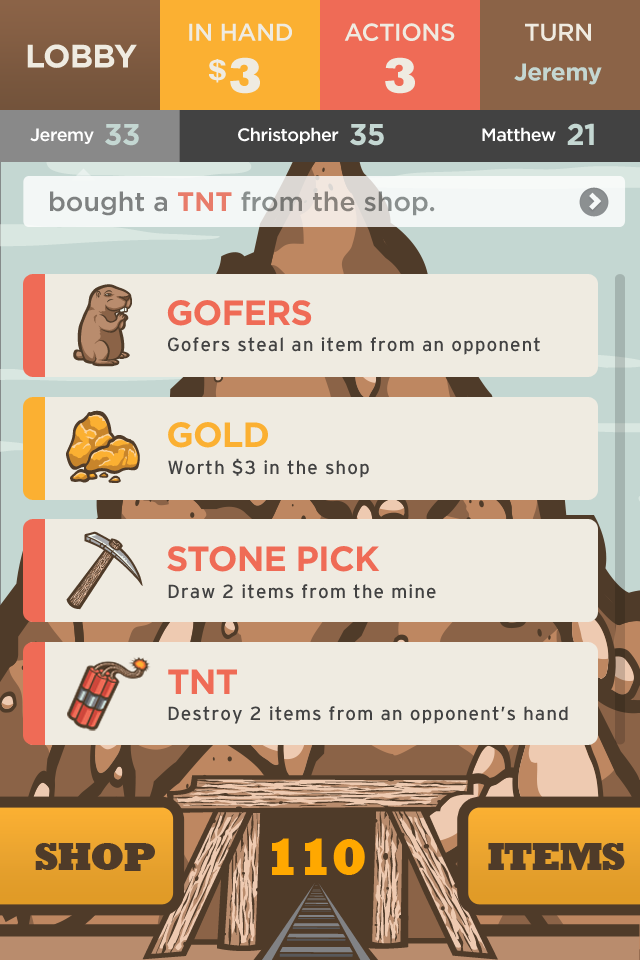 LOBBY
IN HAND
$3
ACTIONS
3
TURN
Jeremy
Jeremy 33
Christopher 35
Matthew 21
bought a TNT from the shop.
GOFERS
Gofers steal an item from an opponent
GOLD
Worth $3 in the shop
STONE PICK
Draw 2 items from the mine
TNT
Destroy 2 items from an opponent's hand
SHOP
110
ITEMS